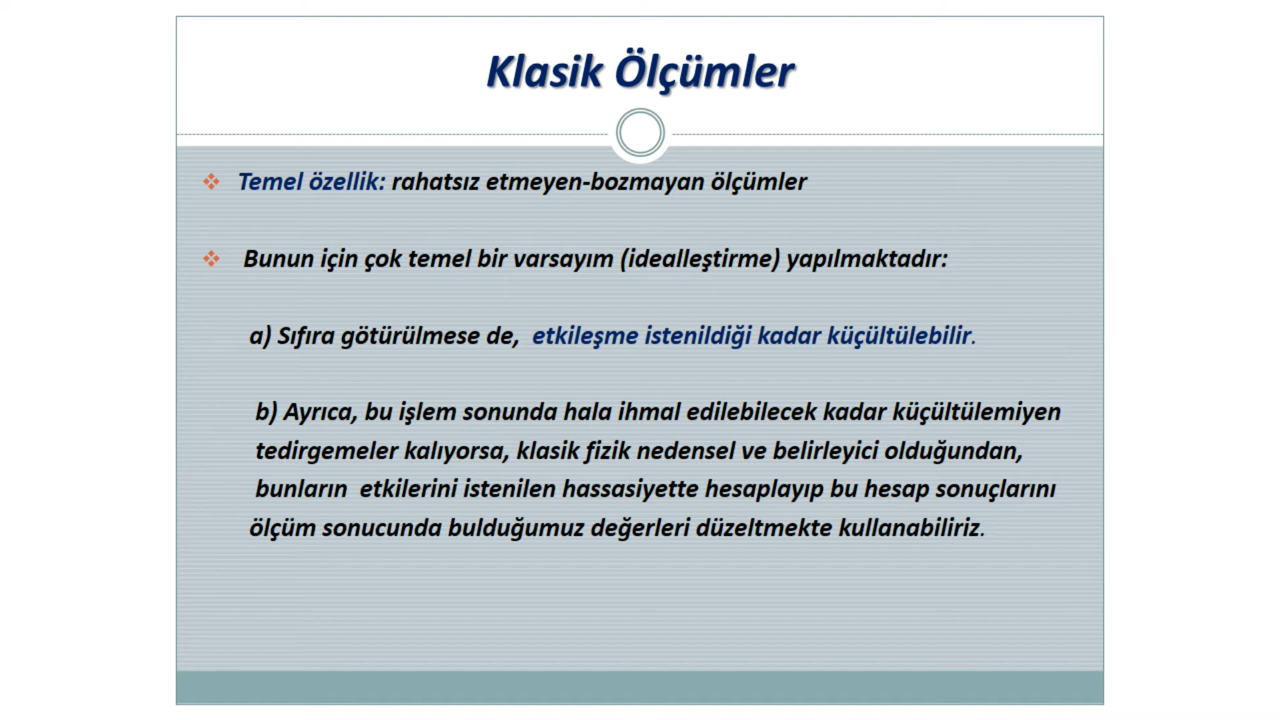 Klasik Ölçümler
Temel özellik: rahatsız etmeyen-bozmayan ölçümler
Bunun için çok temel bir varsayım (idealleştirme) yapılmaktadır:
a) Sıfıra götürülmese de, etkileşme istenildiği kadar küçültülebilir.
b) Ayrıca, bu işlem sonunda hala ihmal edilebilecek kadar küçültülemiyen
tedirgemeler kalıyorsa, klasik fizik nedensel ve belirleyici olduğundan,
bunların etkilerini istenilen hassasiyette hesaplayıp bu hesap sonuçlarını
ölçüm sonucunda bulduğumuz değerleri düzeltmekte kullanabiliriz.